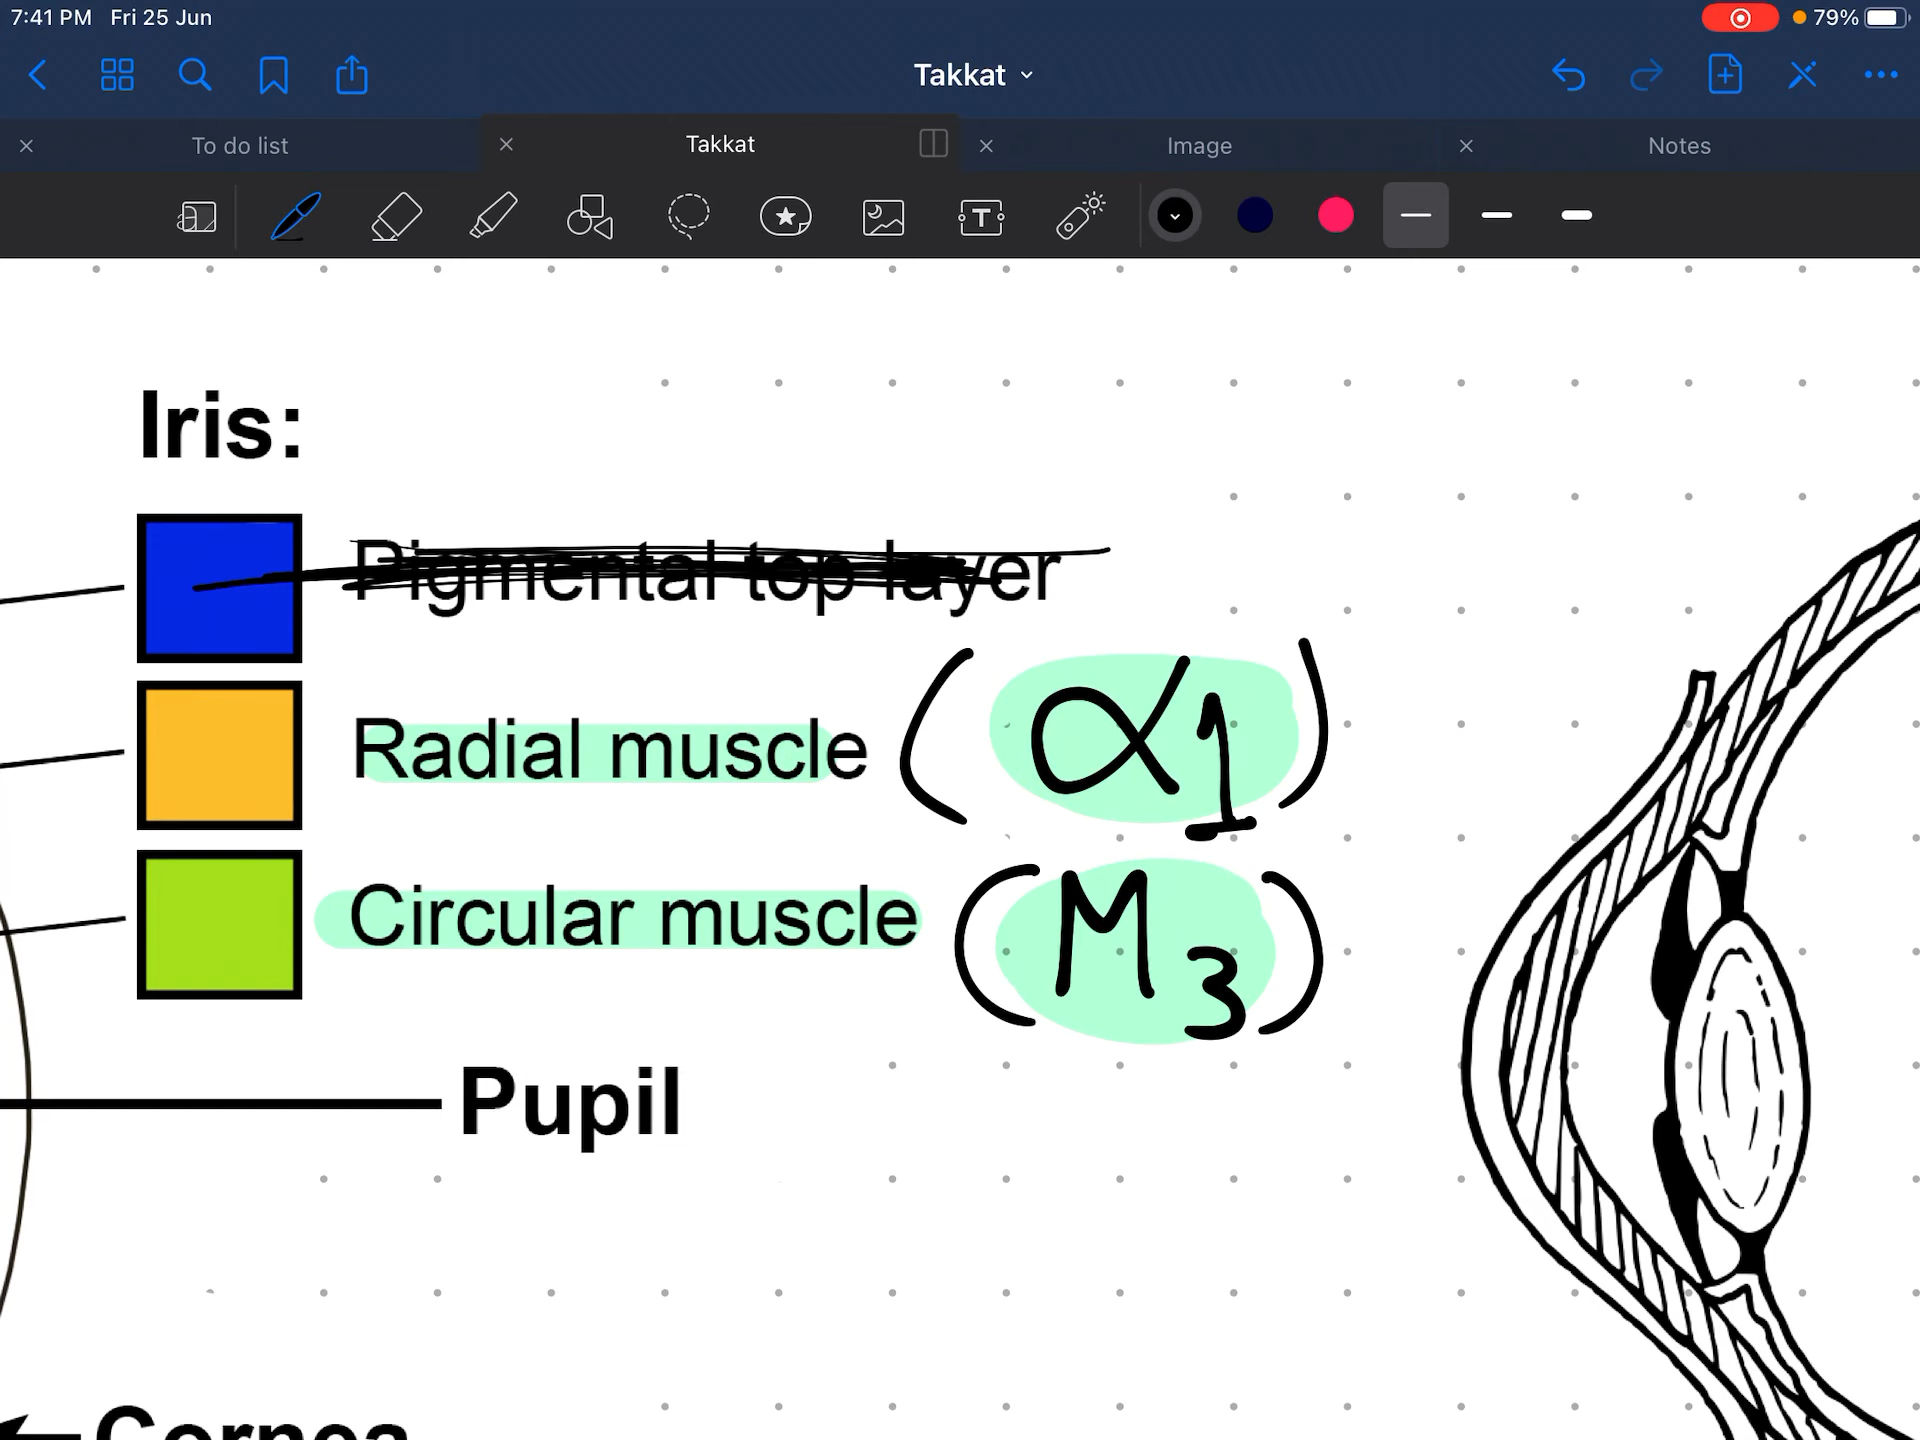 7:41 PM Fri 25 Jun 79%
Takkat
To do list Takkat Image Notes
Iris:
Pigmental top layer
Radial muscle (α1)
Circular muscle (M3)
Pupil
Cornea